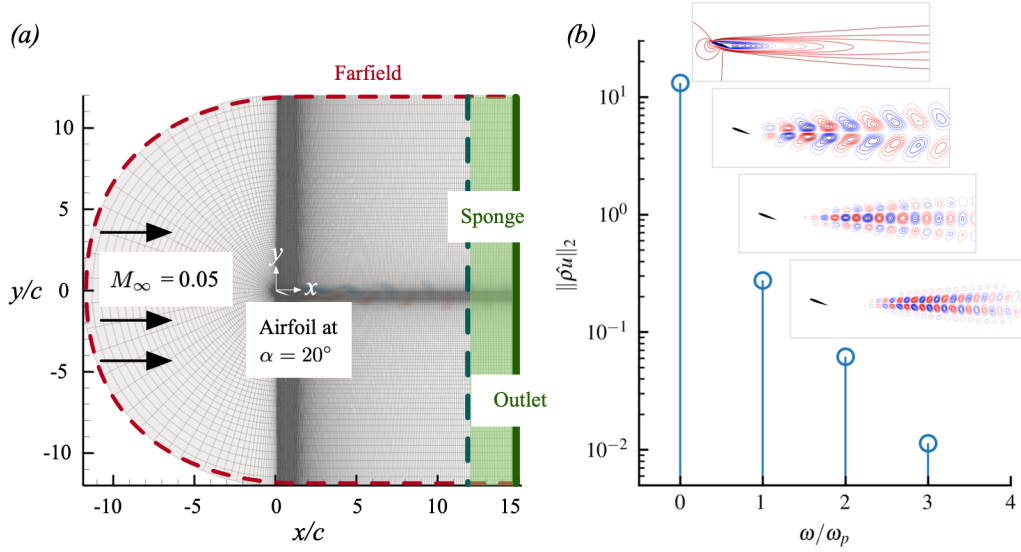 (a)
Farfield
10
5
0
-5
-10
y/c
M∞ = 0.05
y
x
Airfoil at
α = 20°
Sponge
Outlet
-10 -5 0 5 10 15
x/c
(b)
10¹
10⁰
10⁻¹
10⁻²
||ρ̂u||₂
0 1 2 3 4
ω/ωₚ